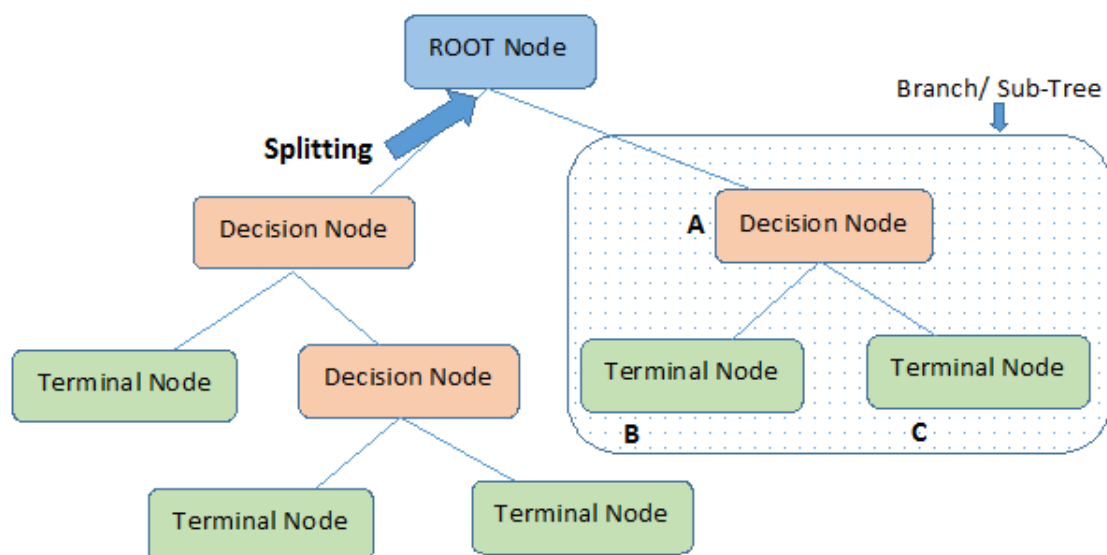 ROOT Node
Branch/ Sub-Tree
Splitting
Decision Node
A
Decision Node
Terminal Node
Decision Node
Terminal Node
Terminal Node
B
C
Terminal Node
Terminal Node